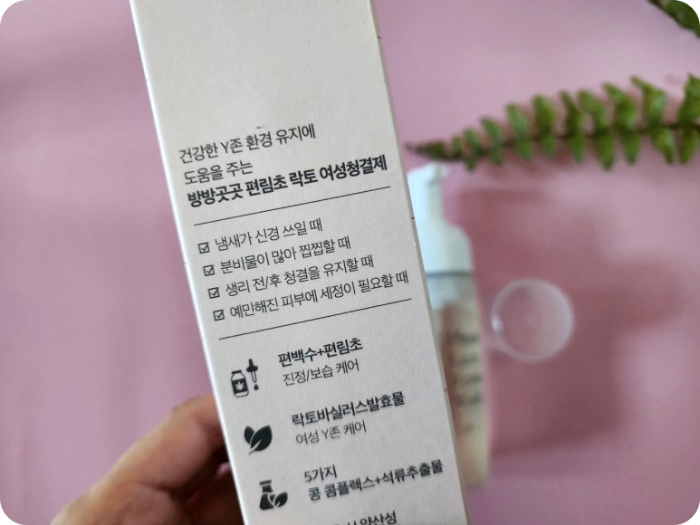 건강한 Y존 환경 유지에
도움을 주는
방방곳곳 편림초 락토 여성청결제
냄새가 신경 쓰일 때
분비물이 많아 찝찝할 때
생리 전/후 청결을 유지할 때
예민해진 피부에 세정이 필요할 때
편백수+편림초
진정/보습 케어
락토바실러스발효물
여성 Y존 케어
5가지
콩 콤플렉스+석류추출물
약산성